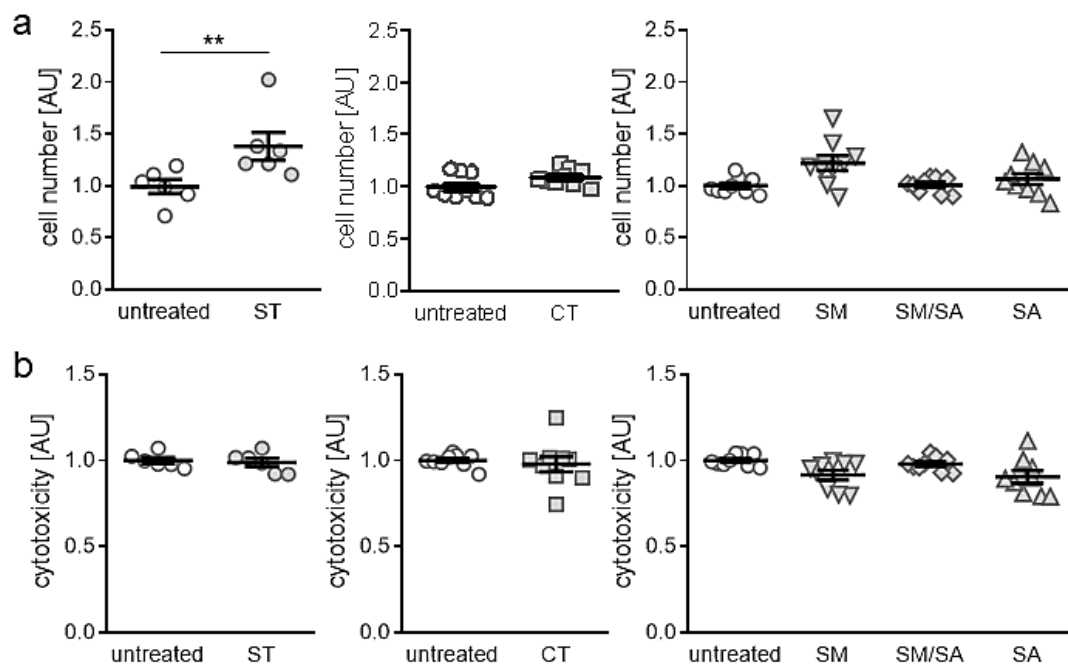 a
cell number [AU]
2.5
2.0
1.5
1.0
0.5
0.0
**
untreated ST
cell number [AU]
2.5
2.0
1.5
1.0
0.5
0.0
untreated CT
cell number [AU]
2.5
2.0
1.5
1.0
0.5
0.0
untreated SM SM/SA SA
b
cytotoxicity [AU]
1.5
1.0
0.5
0.0
untreated ST
cytotoxicity [AU]
1.5
1.0
0.5
0.0
untreated CT
cytotoxicity [AU]
1.5
1.0
0.5
0.0
untreated SM SM/SA SA